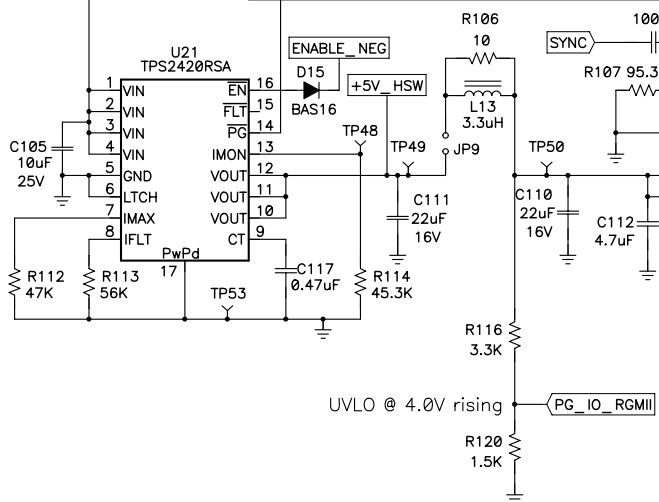 R106
10
100
SYNC
U21
TPS2420RSA
ENABLE_NEG
D15
BAS16
+5V_HSW
L13
3.3uH
R107 95.3
1 VIN
2 VIN
3 VIN
4 VIN
5 GND
6 LTCH
7 IMAX
8 IFLT
EN 16
FLT 15
PG 14
IMON 13
VOUT 12
VOUT 11
VOUT 10
CT 9
PwPd
17
C105
10uF
25V
TP48
TP49
JP9
TP50
C111
22uF
16V
C110
22uF
16V
C112
4.7uF
R112
47K
R113
56K
TP53
C117
0.47uF
R114
45.3K
R116
3.3K
UVLO @ 4.0V rising
PG_IO_RGMII
R120
1.5K